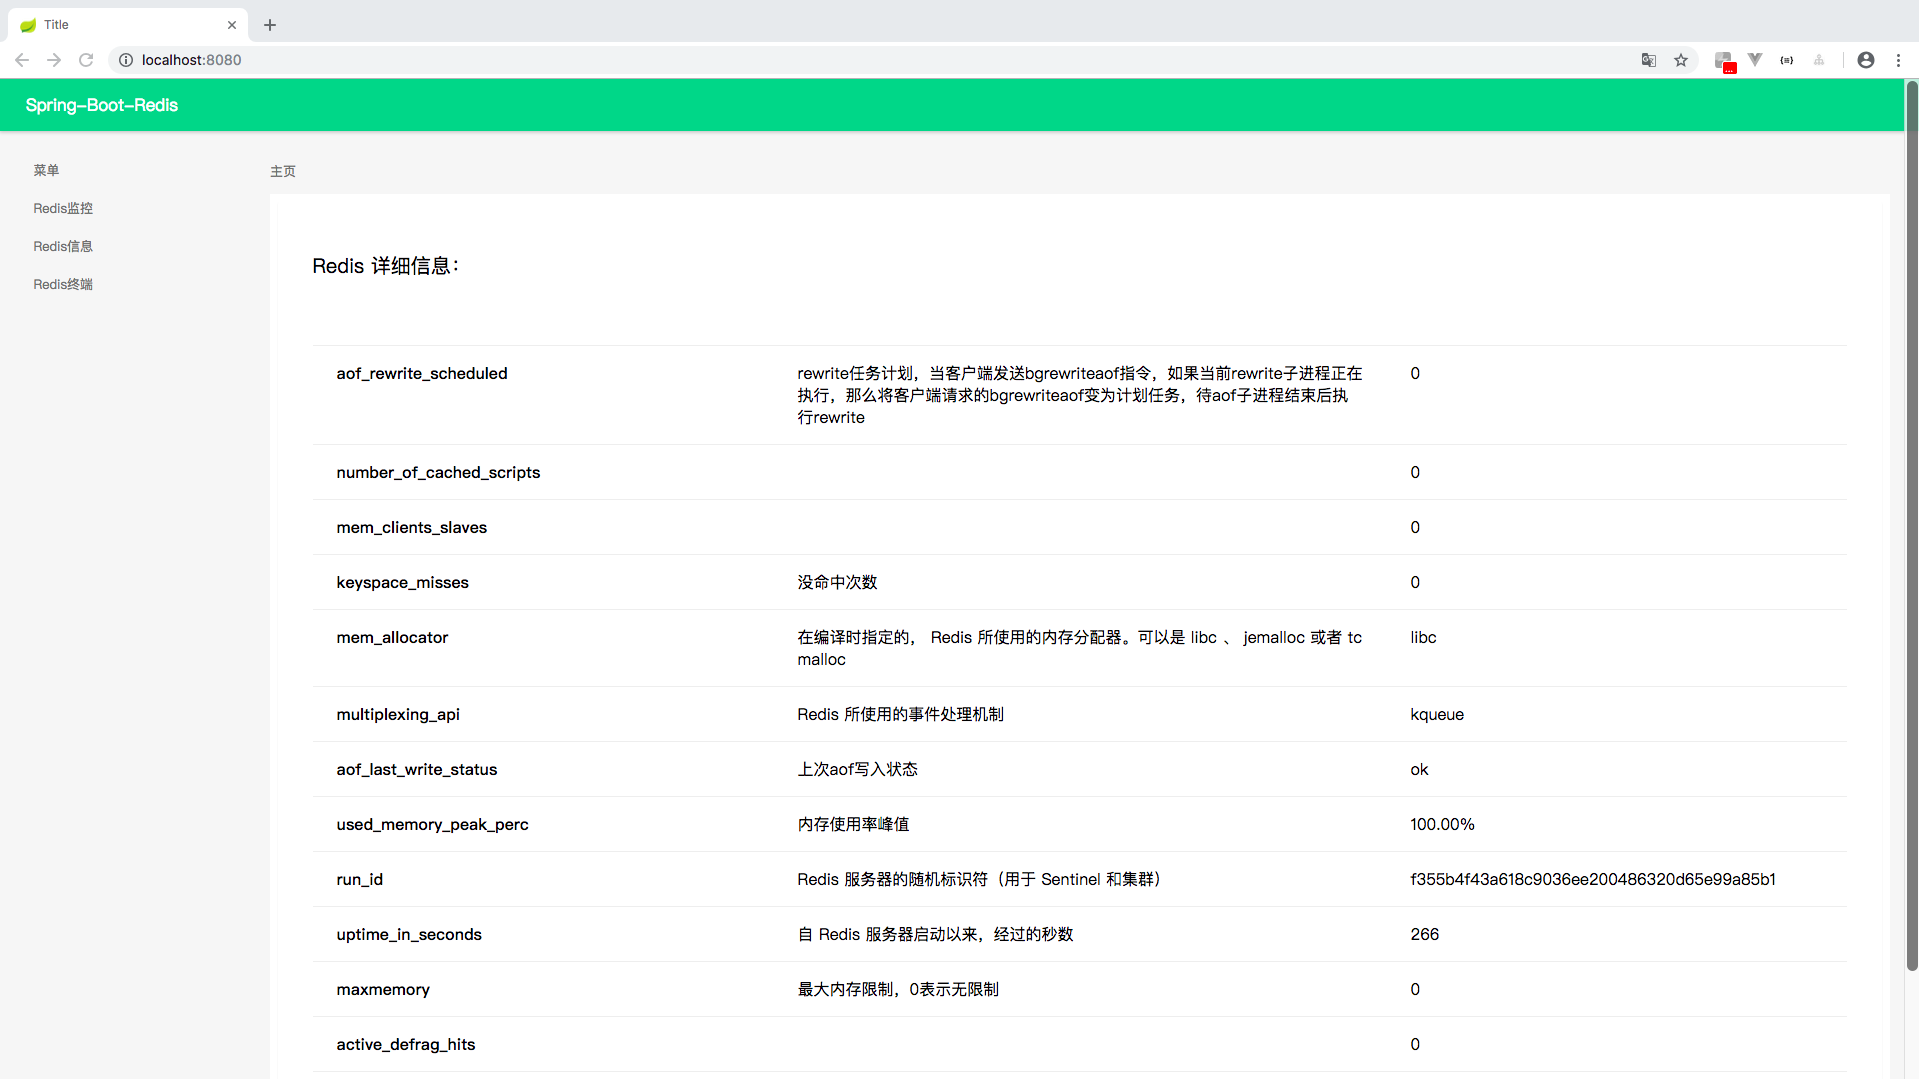 Title
localhost:8080
Spring-Boot-Redis
菜单
Redis监控
Redis信息
Redis终端
主页
Redis 详细信息：
aof_rewrite_scheduled
rewrite任务计划，当客户端发送bgrewriteaof指令，如果当前rewrite子进程正在
执行，那么将客户端请求的bgrewriteaof变为计划任务，待aof子进程结束后执
行rewrite
0
number_of_cached_scripts
0
mem_clients_slaves
0
keyspace_misses
没命中次数
0
mem_allocator
在编译时指定的， Redis 所使用的内存分配器。可以是 libc 、 jemalloc 或者 tc
malloc
libc
multiplexing_api
Redis 所使用的事件处理机制
kqueue
aof_last_write_status
上次aof写入状态
ok
used_memory_peak_perc
内存使用率峰值
100.00%
run_id
Redis 服务器的随机标识符（用于 Sentinel 和集群）
f355b4f43a618c9036ee200486320d65e99a85b1
uptime_in_seconds
自 Redis 服务器启动以来，经过的秒数
266
maxmemory
最大内存限制，0表示无限制
0
active_defrag_hits
0